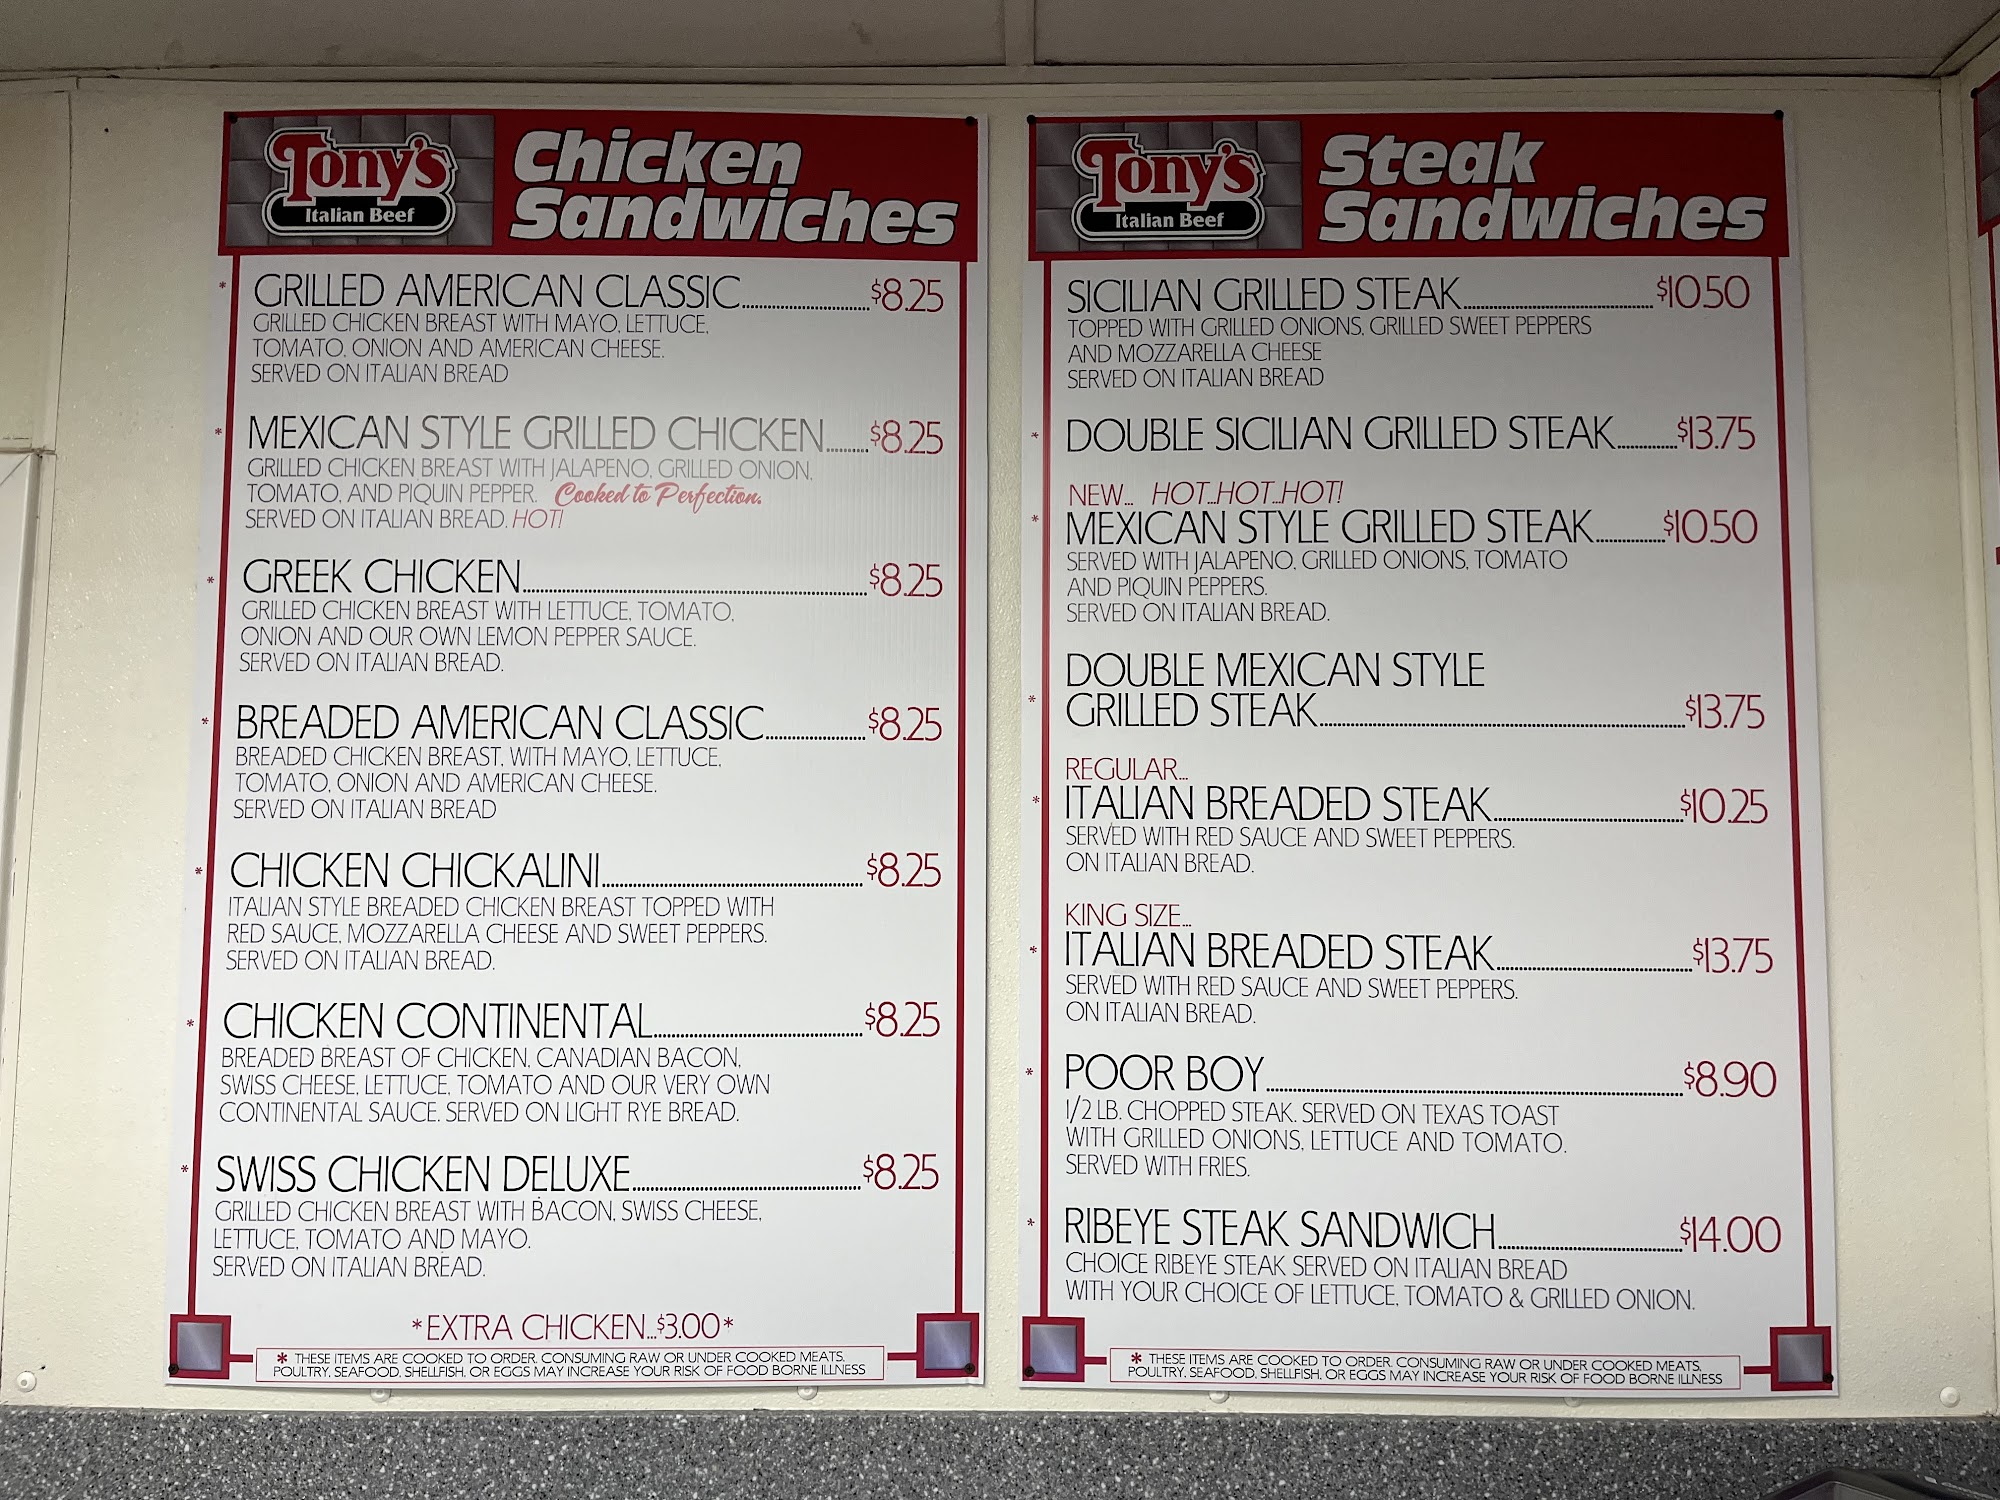 Tony's
Italian Beef
Chicken
Sandwiches
* GRILLED AMERICAN CLASSIC....................$8.25
GRILLED CHICKEN BREAST WITH MAYO, LETTUCE,
TOMATO, ONION AND AMERICAN CHEESE.
SERVED ON ITALIAN BREAD
* MEXICAN STYLE GRILLED CHICKEN.......$8.25
GRILLED CHICKEN BREAST WITH JALAPENO, GRILLED ONION,
TOMATO, AND PIQUIN PEPPER. Cooked to Perfection.
SERVED ON ITALIAN BREAD. HOT!
* GREEK CHICKEN....................$8.25
GRILLED CHICKEN BREAST WITH LETTUCE, TOMATO,
ONION AND OUR OWN LEMON PEPPER SAUCE.
SERVED ON ITALIAN BREAD.
* BREADED AMERICAN CLASSIC....................$8.25
BREADED CHICKEN BREAST, WITH MAYO, LETTUCE,
TOMATO, ONION AND AMERICAN CHEESE.
SERVED ON ITALIAN BREAD
* CHICKEN CHICKALINI....................$8.25
ITALIAN STYLE BREADED CHICKEN BREAST TOPPED WITH
RED SAUCE, MOZZARELLA CHEESE AND SWEET PEPPERS.
SERVED ON ITALIAN BREAD.
* CHICKEN CONTINENTAL....................$8.25
BREADED BREAST OF CHICKEN, CANADIAN BACON,
SWISS CHEESE, LETTUCE, TOMATO AND OUR VERY OWN
CONTINENTAL SAUCE. SERVED ON LIGHT RYE BREAD.
* SWISS CHICKEN DELUXE....................$8.25
GRILLED CHICKEN BREAST WITH BACON, SWISS CHEESE,
LETTUCE, TOMATO AND MAYO.
SERVED ON ITALIAN BREAD.
*EXTRA CHICKEN...$3.00*
* THESE ITEMS ARE COOKED TO ORDER. CONSUMING RAW OR UNDER COOKED MEATS,
POULTRY, SEAFOOD, SHELLFISH, OR EGGS MAY INCREASE YOUR RISK OF FOOD BORNE ILLNESS
Tony's
Italian Beef
Steak
Sandwiches
SICILIAN GRILLED STEAK....................$10.50
TOPPED WITH GRILLED ONIONS, GRILLED SWEET PEPPERS
AND MOZZARELLA CHEESE
SERVED ON ITALIAN BREAD
* DOUBLE SICILIAN GRILLED STEAK..........$13.75
NEW... HOT...HOT...HOT!
* MEXICAN STYLE GRILLED STEAK..........$10.50
SERVED WITH JALAPENO, GRILLED ONIONS, TOMATO
AND PIQUIN PEPPERS.
SERVED ON ITALIAN BREAD.
DOUBLE MEXICAN STYLE
* GRILLED STEAK....................$13.75
REGULAR...
* ITALIAN BREADED STEAK....................$10.25
SERVED WITH RED SAUCE AND SWEET PEPPERS.
ON ITALIAN BREAD.
KING SIZE...
* ITALIAN BREADED STEAK....................$13.75
SERVED WITH RED SAUCE AND SWEET PEPPERS.
ON ITALIAN BREAD.
* POOR BOY....................$8.90
1/2 LB. CHOPPED STEAK. SERVED ON TEXAS TOAST
WITH GRILLED ONIONS, LETTUCE AND TOMATO.
SERVED WITH FRIES.
* RIBEYE STEAK SANDWICH....................$14.00
CHOICE RIBEYE STEAK SERVED ON ITALIAN BREAD
WITH YOUR CHOICE OF LETTUCE, TOMATO & GRILLED ONION.
* THESE ITEMS ARE COOKED TO ORDER. CONSUMING RAW OR UNDER COOKED MEATS,
POULTRY, SEAFOOD, SHELLFISH, OR EGGS MAY INCREASE YOUR RISK OF FOOD BORNE ILLNESS